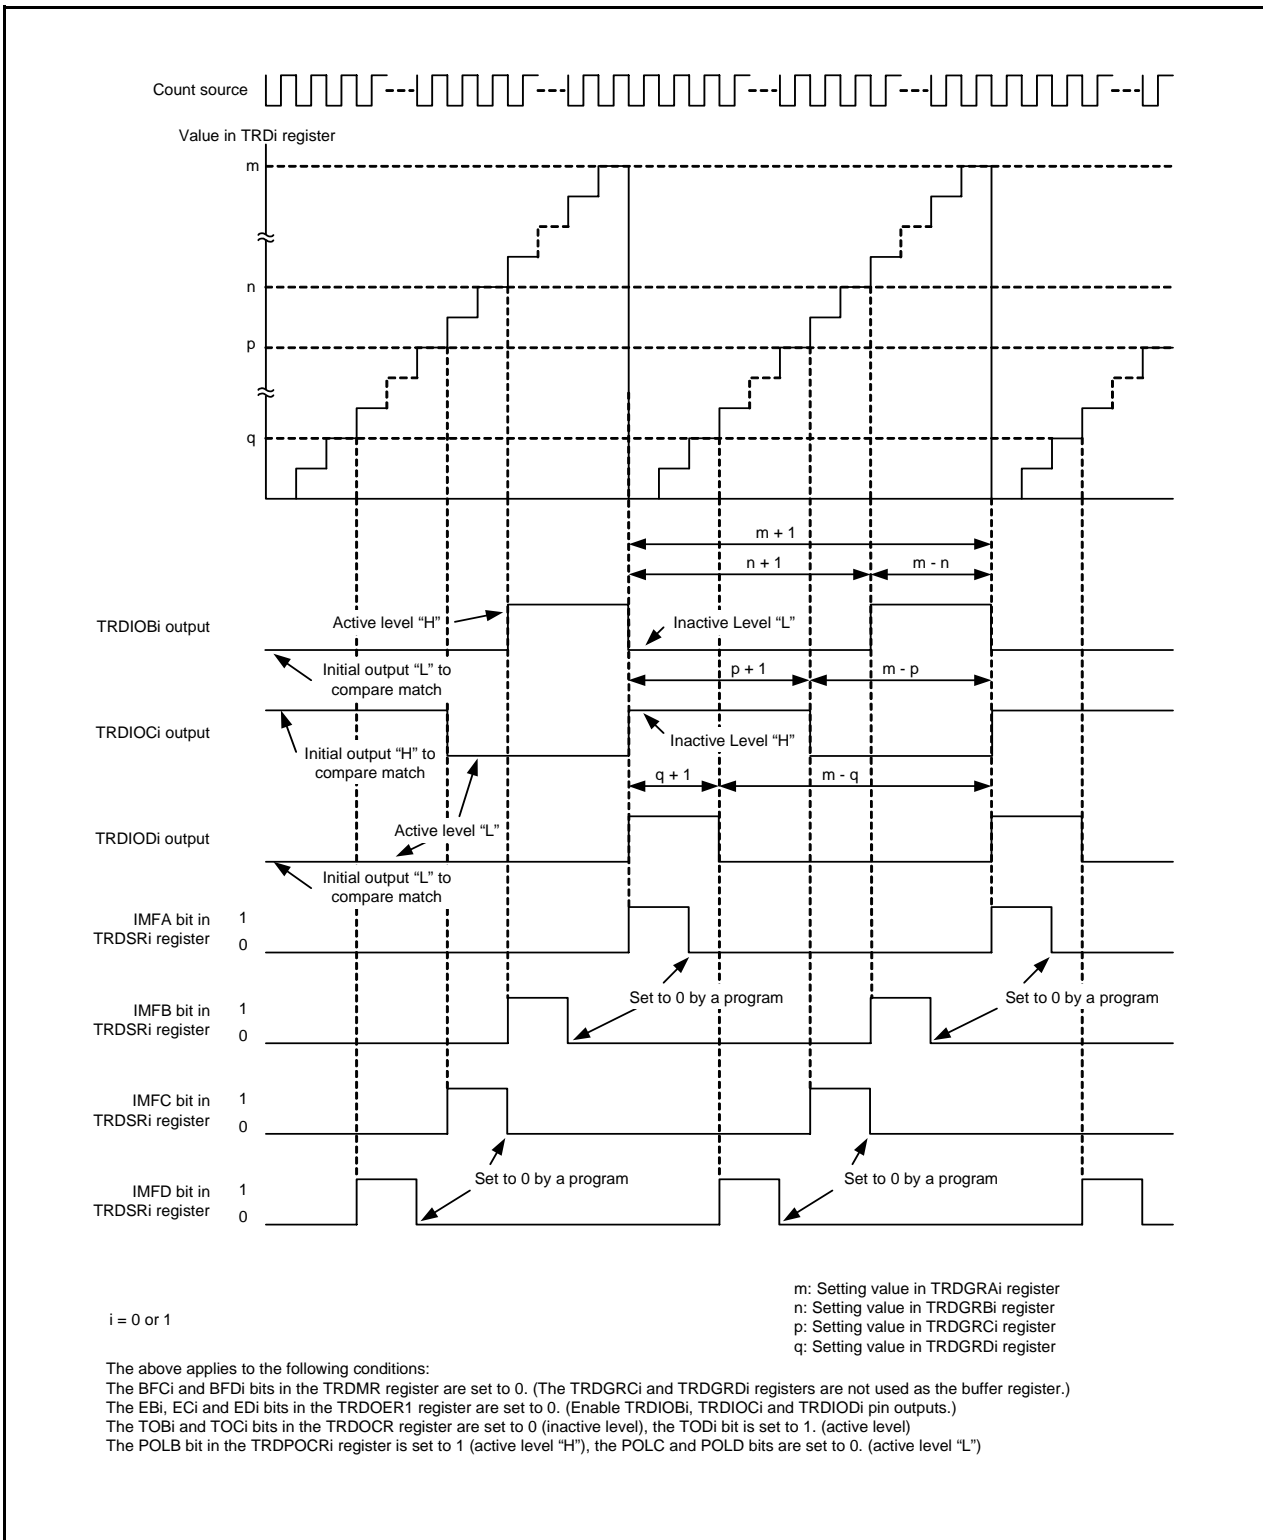 Count source
Value in TRDi register
m
n
p
q
m + 1
n + 1
m - n
Active level “H”
Inactive Level “L”
TRDIOBi output
Initial output “L” to
compare match
p + 1
m - p
TRDIOCi output
Inactive Level “H”
Initial output “H” to
compare match
q + 1
m - q
Active level “L”
TRDIODi output
Initial output “L” to
compare match
IMFA bit in
TRDSRi register
1
0
Set to 0 by a program
Set to 0 by a program
IMFB bit in
TRDSRi register
1
0
IMFC bit in
TRDSRi register
1
0
Set to 0 by a program
Set to 0 by a program
IMFD bit in
TRDSRi register
1
0
m: Setting value in TRDGRAi register
n: Setting value in TRDGRBi register
p: Setting value in TRDGRCi register
q: Setting value in TRDGRDi register
i = 0 or 1
The above applies to the following conditions:
The BFCi and BFDi bits in the TRDMR register are set to 0. (The TRDGRCi and TRDGRDi registers are not used as the buffer register.)
The EBi, ECi and EDi bits in the TRDOER1 register are set to 0. (Enable TRDIOBi, TRDIOCi and TRDIODi pin outputs.)
The TOBi and TOCi bits in the TRDOCR register are set to 0 (inactive level), the TODi bit is set to 1. (active level)
The POLB bit in the TRDPOCRi register is set to 1 (active level “H”), the POLC and POLD bits are set to 0. (active level “L”)